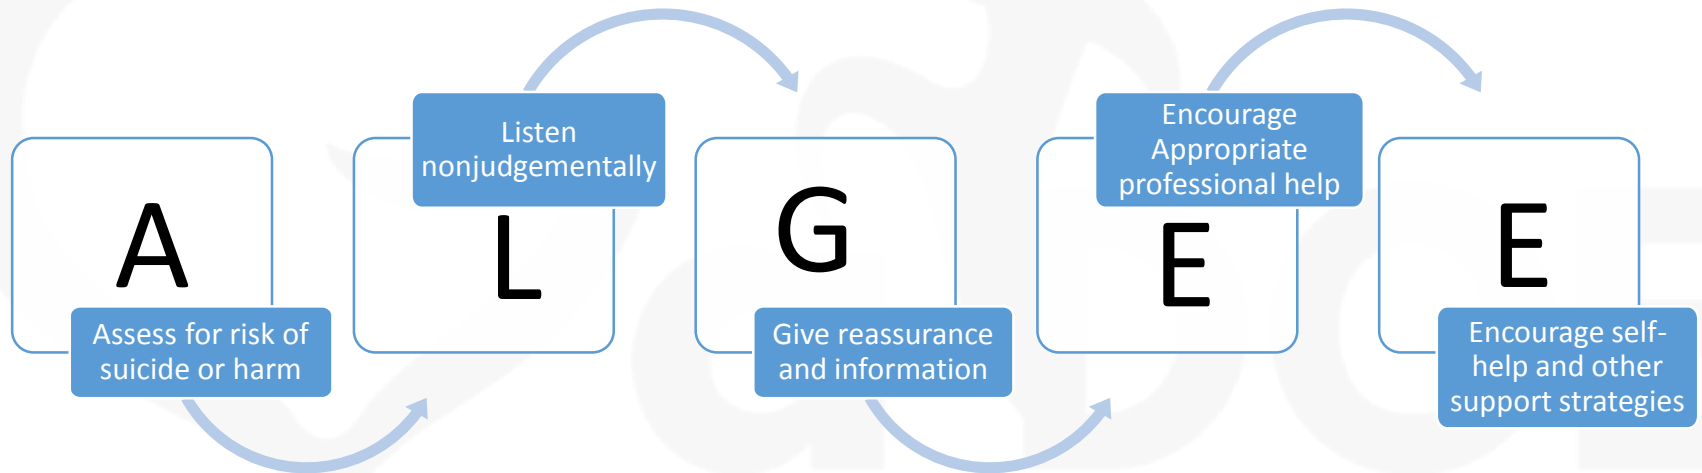 A
Assess for risk of
suicide or harm
Listen
nonjudgementally
L
G
Give reassurance
and information
Encourage
Appropriate
professional help
E
E
Encourage self-
help and other
support strategies